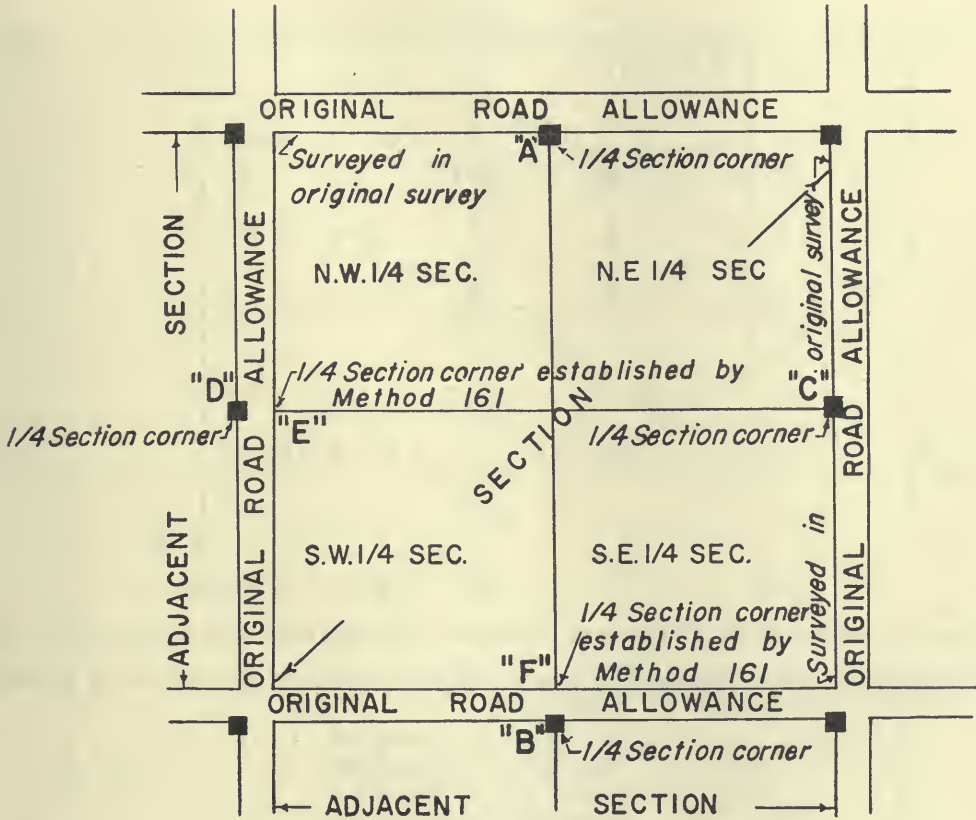 ORIGINAL ROAD ALLOWANCE
"A"
1/4 Section corner
Surveyed in
original survey
Surveyed in original survey
SECTION
ORIGINAL ROAD ALLOWANCE
ORIGINAL ROAD ALLOWANCE
N.W. 1/4 SEC.
N.E 1/4 SEC
"D"
1/4 Section corner established by
Method 161
"C"
"E"
1/4 Section corner
1/4 Section corner
SECTION
S.W. 1/4 SEC.
S.E. 1/4 SEC.
ADJACENT
1/4 Section corner
established by
Method 161
"F"
ORIGINAL ROAD ALLOWANCE
"B"
1/4 Section corner
ADJACENT SECTION